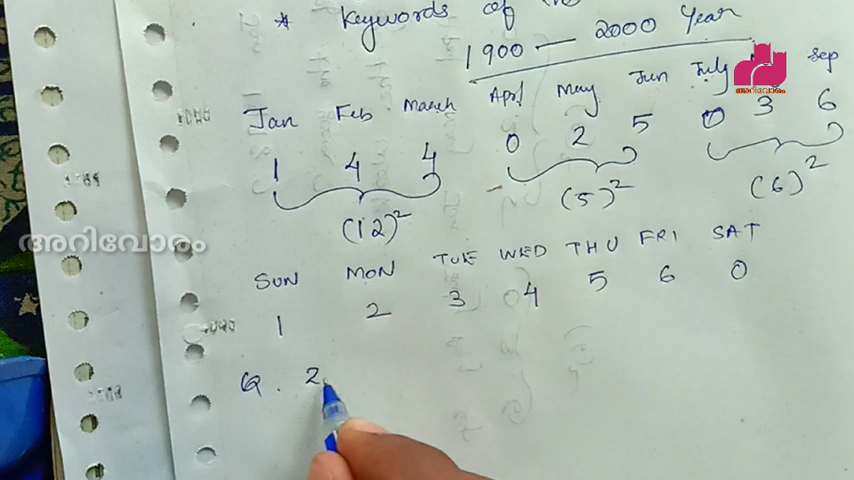 * Keywords of
1900 — 2000 Year
Jan Feb March April May Jun July Sep
1 4 4 0 2 5 0 3 6
(12)² (5)² (6)²
SUN MON TUE WED THU FRI SAT
1 2 3 4 5 6 0
Q. 2
അറിവോരം
അറിവോരം